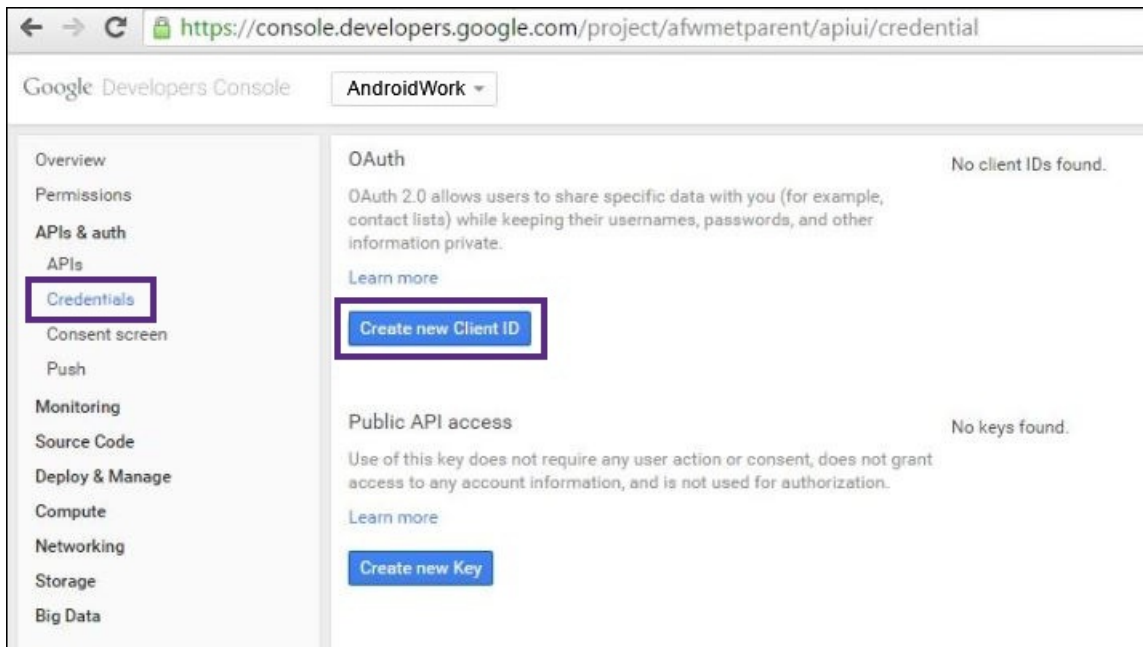 https://console.developers.google.com/project/afwmetparent/apiui/credential
Google Developers Console
AndroidWork
Overview
Permissions
APIs & auth
APIs
Credentials
Consent screen
Push
Monitoring
Source Code
Deploy & Manage
Compute
Networking
Storage
Big Data
OAuth
OAuth 2.0 allows users to share specific data with you (for example,
contact lists) while keeping their usernames, passwords, and other
information private.
Learn more
Create new Client ID
No client IDs found.
Public API access
Use of this key does not require any user action or consent, does not grant
access to any account information, and is not used for authorization.
Learn more
Create new Key
No keys found.